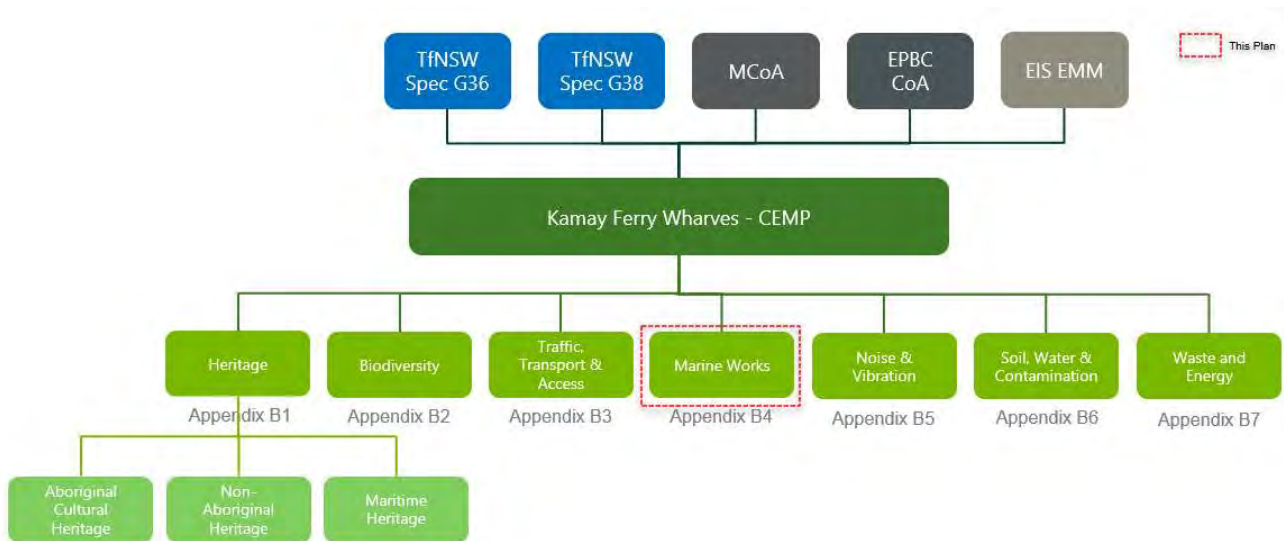 TfNSW
Spec G36
TfNSW
Spec G38
MCoA
EPBC
CoA
EIS EMM
This Plan
Kamay Ferry Wharves - CEMP
Heritage
Biodiversity
Traffic,
Transport &
Access
Marine Works
Noise &
Vibration
Soil, Water &
Contamination
Waste and
Energy
Appendix B1
Appendix B2
Appendix B3
Appendix B4
Appendix B5
Appendix B6
Appendix B7
Aboriginal
Cultural
Heritage
Non-
Aboriginal
Heritage
Maritime
Heritage